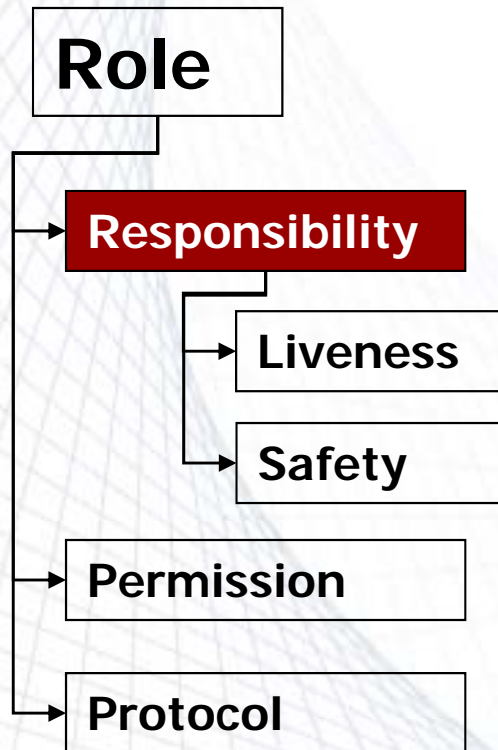 Role
Responsibility
Liveness
Safety
Permission
Protocol